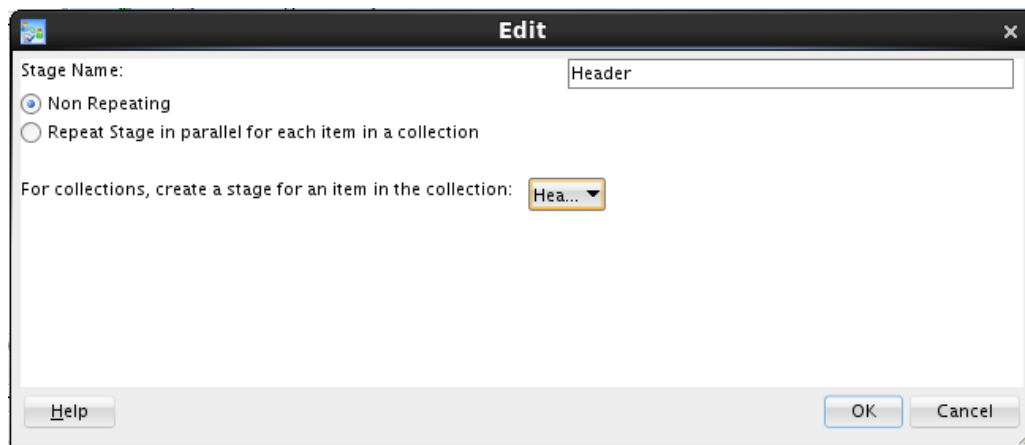 Edit
Stage Name: Header
Non Repeating
Repeat Stage in parallel for each item in a collection
For collections, create a stage for an item in the collection: Hea...
Help OK Cancel